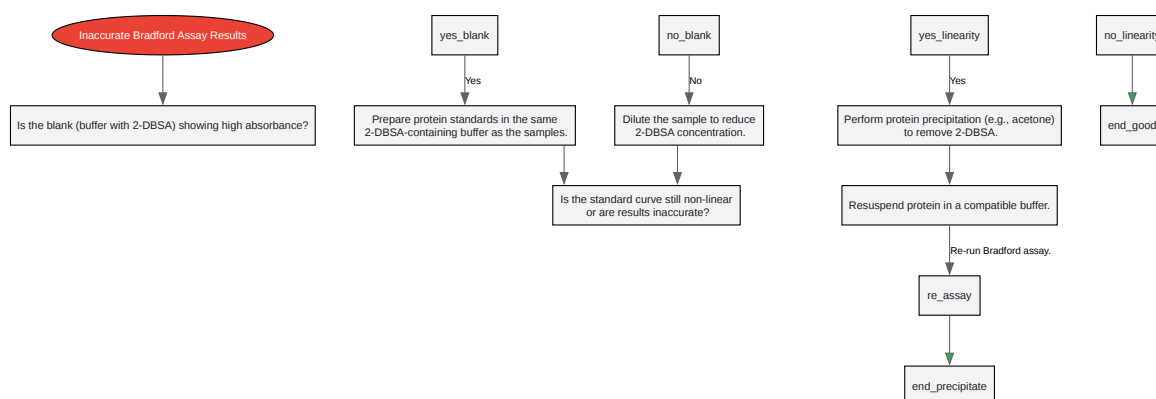 Inaccurate Bradford Assay Results
yes_blank
no_blank
yes_linearity
no_linearity
Yes
No
Yes
Is the blank (buffer with 2-DBSA) showing high absorbance?
Prepare protein standards in the same
2-DBSA-containing buffer as the samples.
Dilute the sample to reduce
2-DBSA concentration.
Perform protein precipitation (e.g., acetone)
to remove 2-DBSA.
end_good
Is the standard curve still non-linear
or are results inaccurate?
Resuspend protein in a compatible buffer.
Re-run Bradford assay.
re_assay
end_precipitate